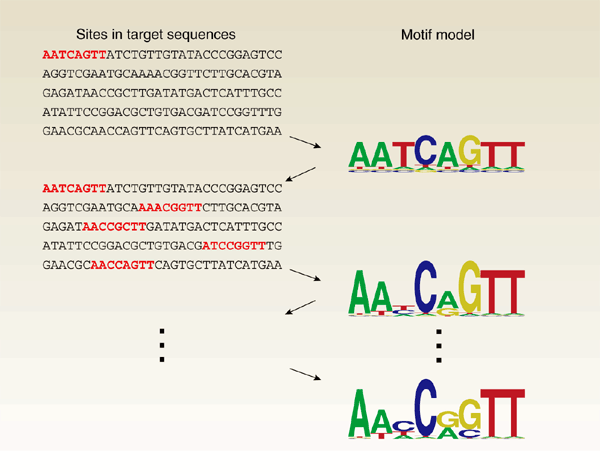 Sites in target sequences
Motif model
AATCAGTTATCTGTTGTATACCCGGAGTCC
AGGTCGAATGCAAAACGGTTCTTGCACGTA
GAGATAACCGCTTGATATGACTCATTTGCC
ATATTCCGGACGCTGTGACGATCCGGTTTG
GAACGCAACCAGTTCAGTGCTTATCATGAA
AATCAGTT
AATCAGTTATCTGTTGTATACCCGGAGTCC
AGGTCGAATGCAAAACGGTTCTTGCACGTA
GAGATAACCGCTTGATATGACTCATTTGCC
ATATTCCGGACGCTGTGACGATCCGGTTTG
GAACGCAACCAGTTCAGTGCTTATCATGAA